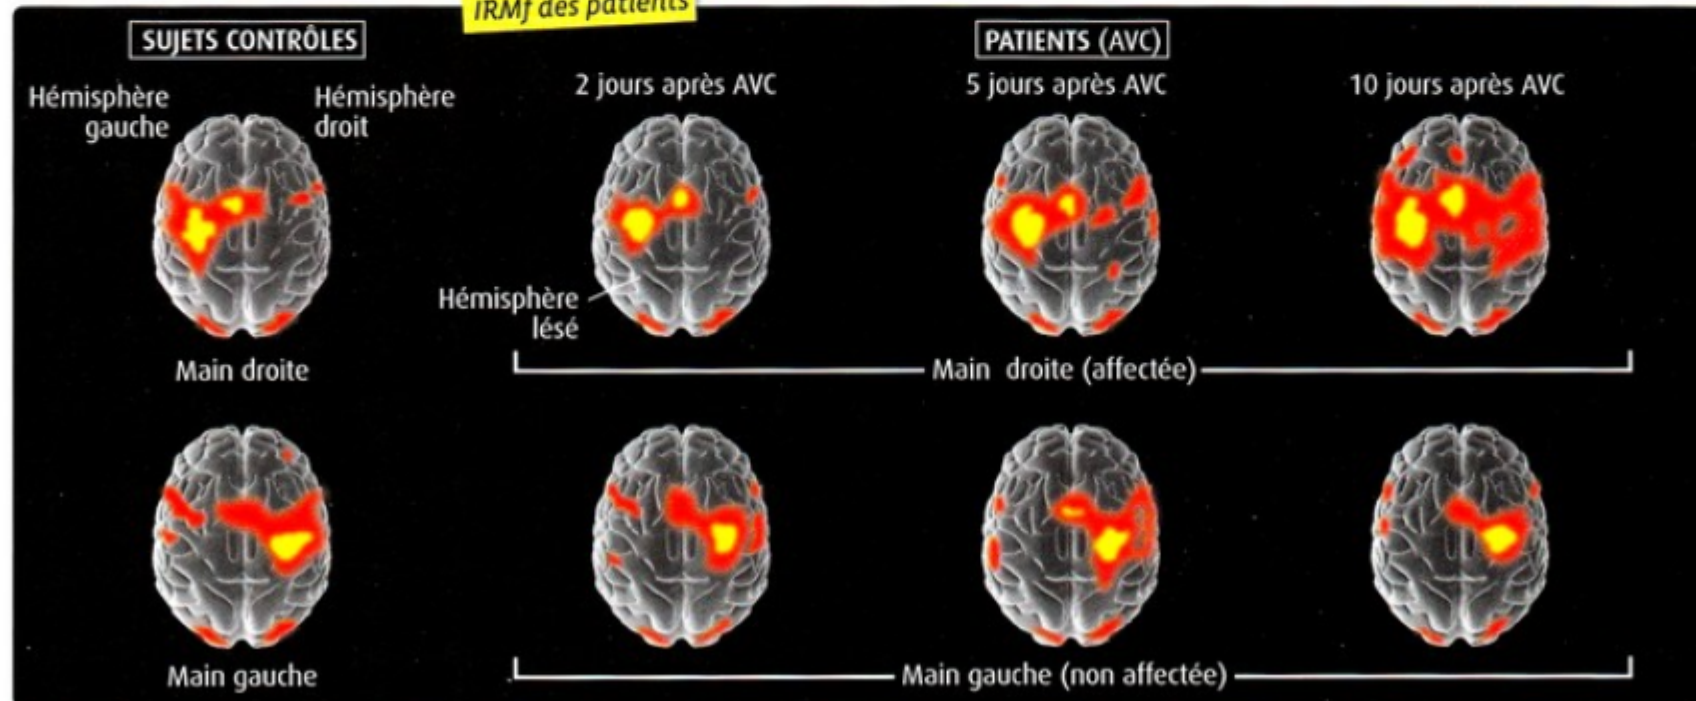 IRMf des patients
SUJETS CONTRÔLES
PATIENTS (AVC)
Hémisphère
gauche
Hémisphère
droit
2 jours après AVC
5 jours après AVC
10 jours après AVC
Hémisphère
lésé
Main droite
Main droite (affectée)
Main gauche
Main gauche (non affectée)